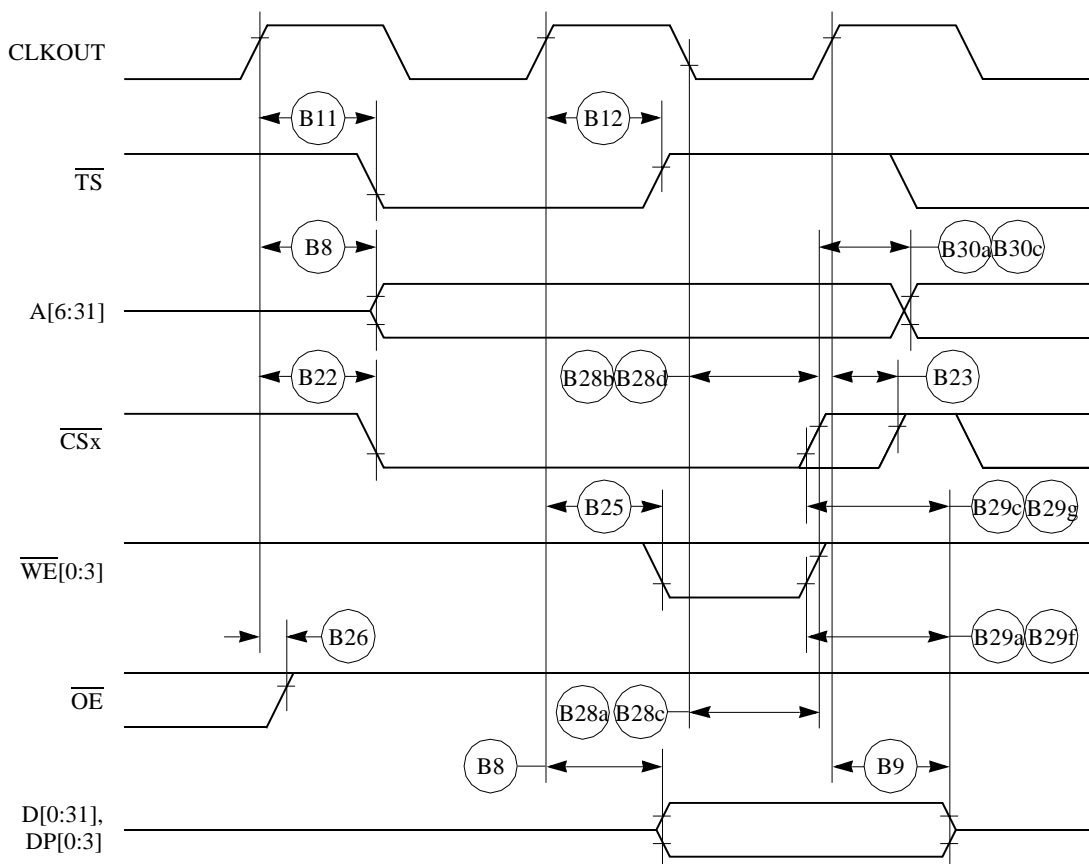 CLKOUT
B11
B12
TS
B8
B30a B30c
A[6:31]
B22
B28b B28d
B23
CSx
B25
B29c B29g
WE[0:3]
B26
B29a B29f
OE
B28a B28c
B8
B9
D[0:31],
DP[0:3]